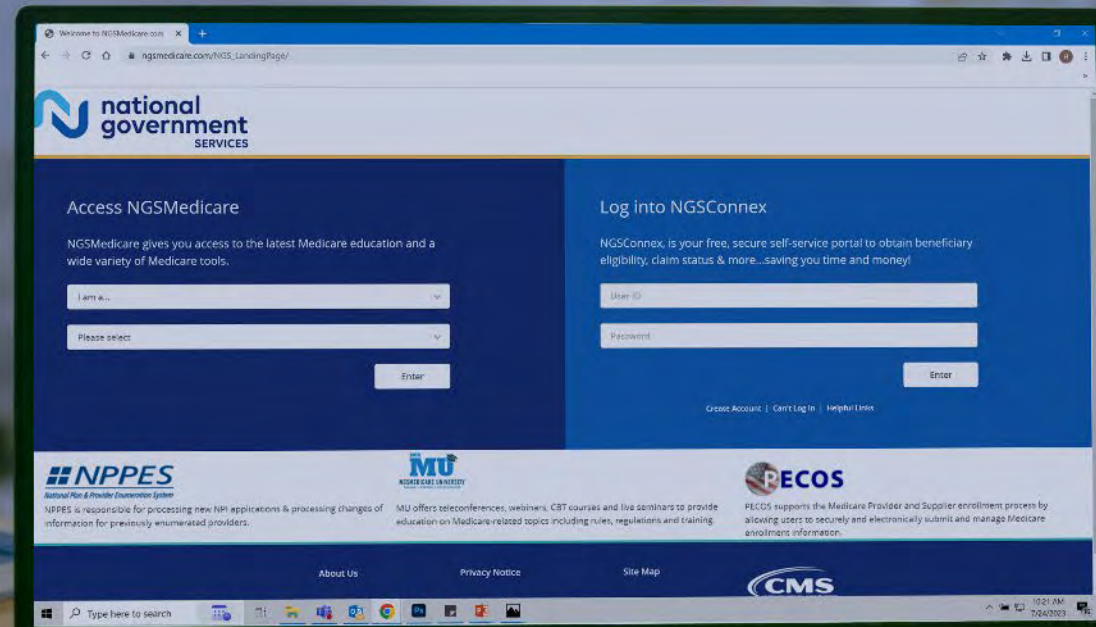 Welcome to NGSMedicare.com
ngsmedicare.com/NGS_LandingPage/
national
government
SERVICES
Access NGSMedicare
NGSMedicare gives you access to the latest Medicare education and a
wide variety of Medicare tools.
I am a...
Please select
Enter
Log into NGSConnex
NGSConnex, is your free, secure self-service portal to obtain beneficiary
eligibility, claim status & more...saving you time and money!
User ID
Password
Enter
Create Account | Can't Log In | Helpful Links
NPPES
National Plan & Provider Enumeration System
NPPES is responsible for processing new NPI applications & processing changes of
information for previously enumerated providers.
MU
NGSMEDICARE UNIVERSITY
MU offers teleconferences, webinars, CBT courses and live seminars to provide
education on Medicare-related topics including rules, regulations and training.
PECOS
PECOS supports the Medicare Provider and Supplier enrollment process by
allowing users to securely and electronically submit and manage Medicare
enrollment information.
About Us
Privacy Notice
Site Map
CMS
Type here to search
10:21 AM
7/24/2023